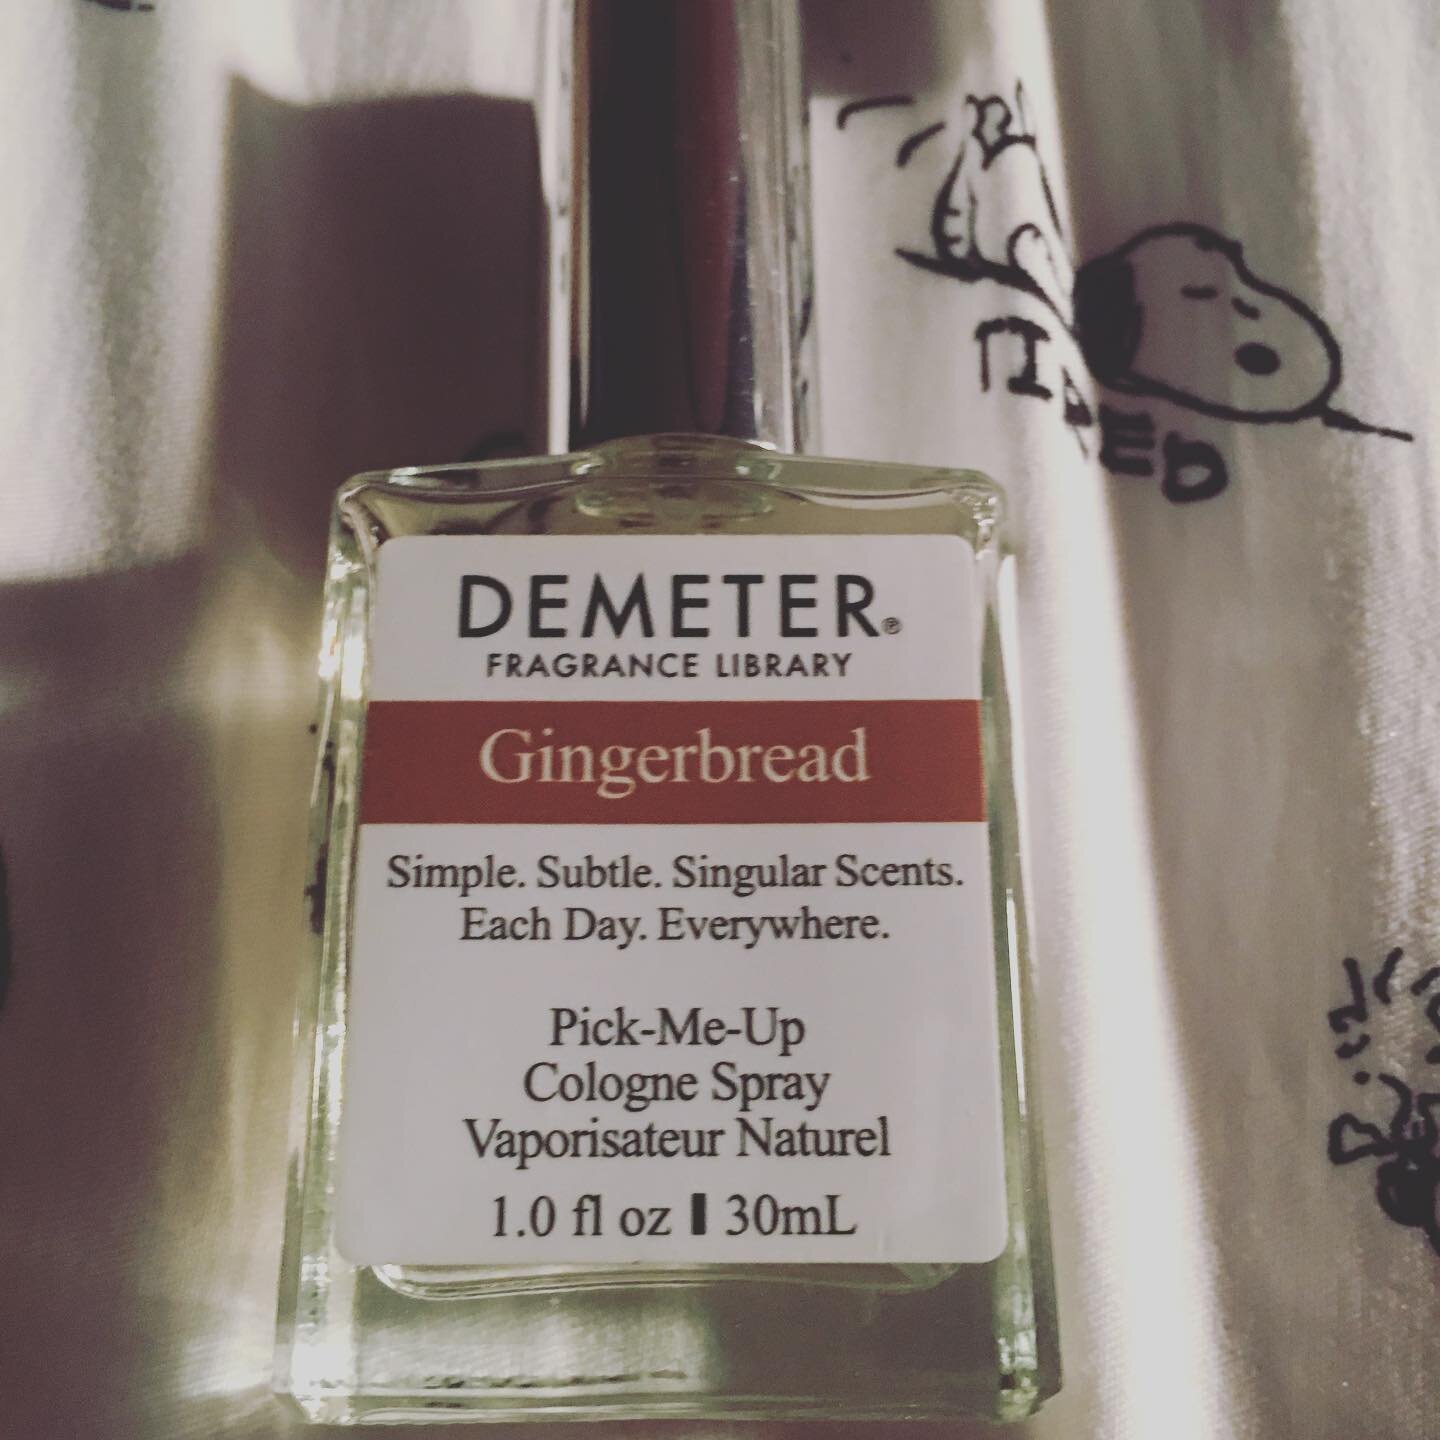 TIRED
DEMETER®
FRAGRANCE LIBRARY
Gingerbread
Simple. Subtle. Singular Scents.
Each Day. Everywhere.
Pick-Me-Up
Cologne Spray
Vaporisateur Naturel
1.0 fl oz ▌ 30mL